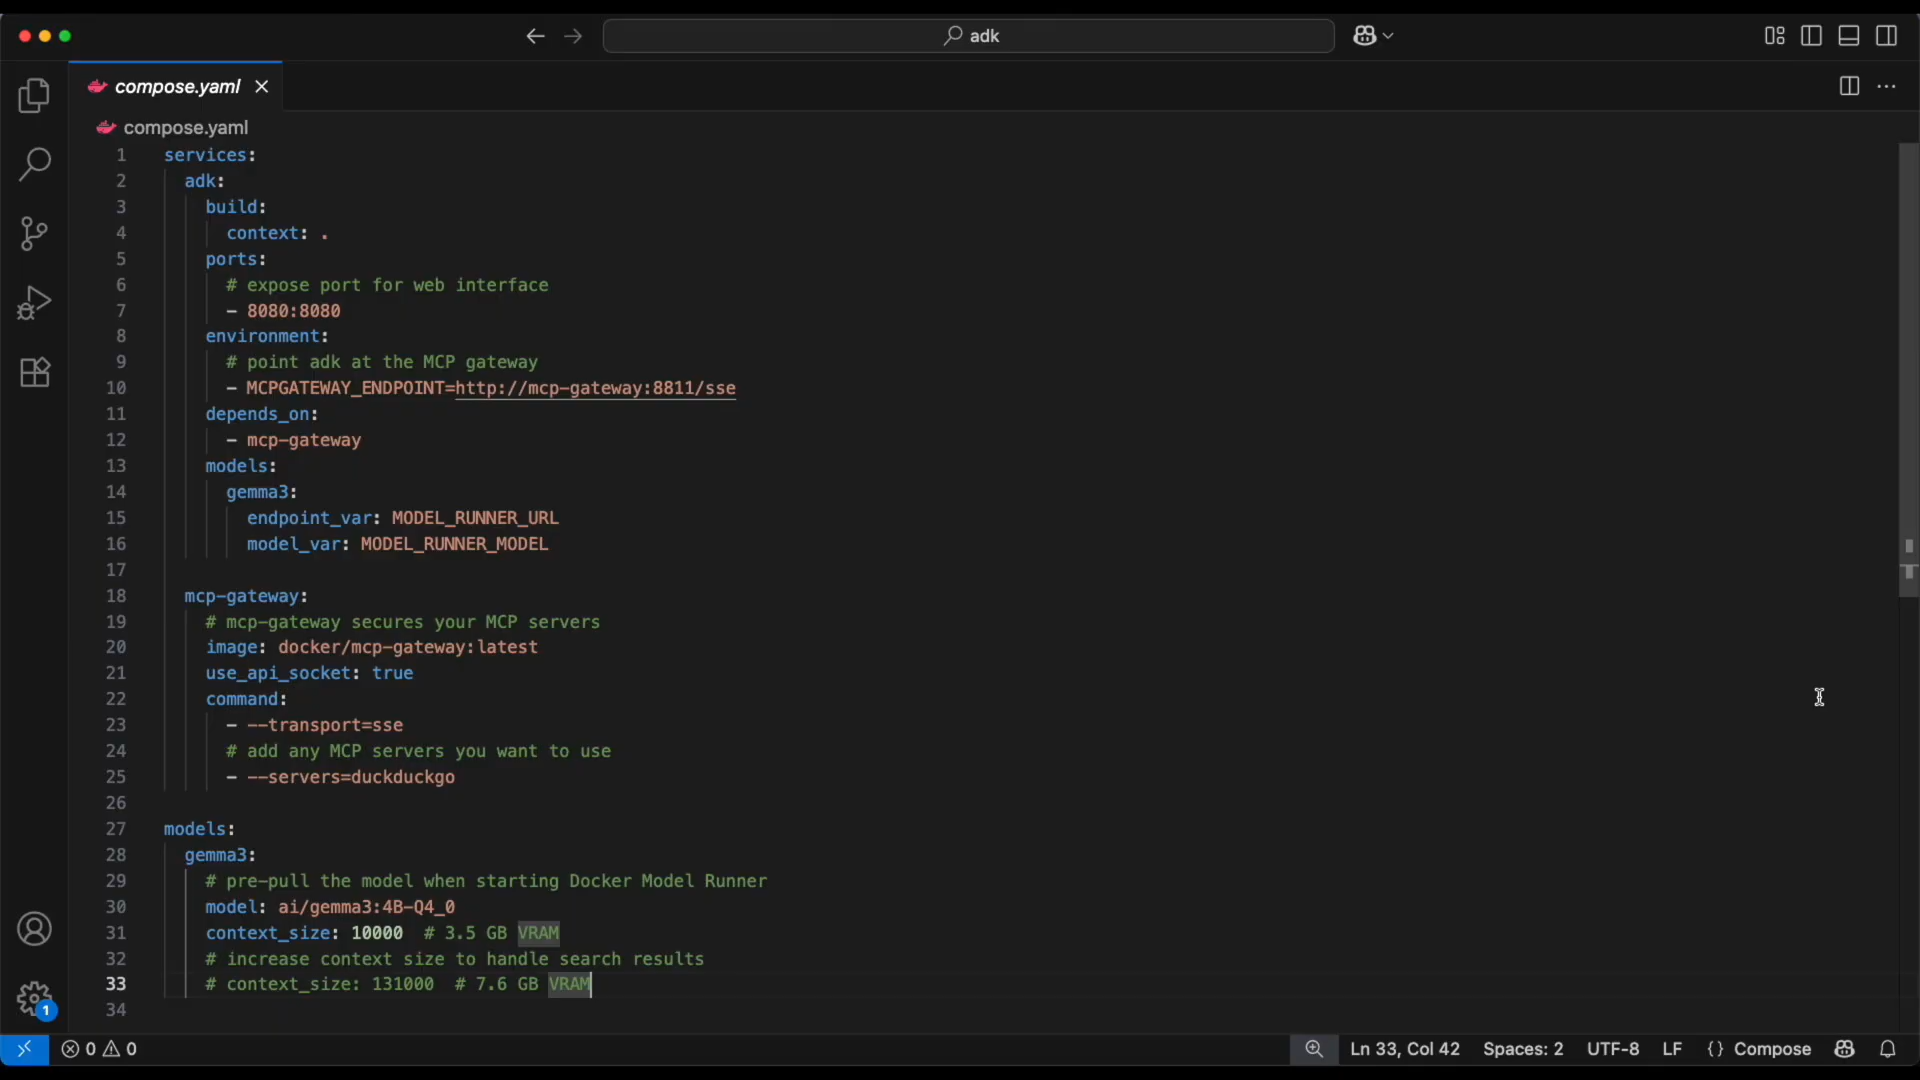 adk
compose.yaml
compose.yaml
1 services:
2   adk:
3     build:
4       context: .
5     ports:
6       # expose port for web interface
7       - 8080:8080
8     environment:
9       # point adk at the MCP gateway
10       - MCPGATEWAY_ENDPOINT=http://mcp-gateway:8811/sse
11     depends_on:
12       - mcp-gateway
13     models:
14       gemma3:
15         endpoint_var: MODEL_RUNNER_URL
16         model_var: MODEL_RUNNER_MODEL
17
18   mcp-gateway:
19     # mcp-gateway secures your MCP servers
20     image: docker/mcp-gateway:latest
21     use_api_socket: true
22     command:
23       - --transport=sse
24       # add any MCP servers you want to use
25       - --servers=duckduckgo
26
27 models:
28   gemma3:
29     # pre-pull the model when starting Docker Model Runner
30     model: ai/gemma3:4B-Q4_0
31     context_size: 10000  # 3.5 GB VRAM
32     # increase context size to handle search results
33     # context_size: 131000  # 7.6 GB VRAM
34
1
0 0 Ln 33, Col 42 Spaces: 2 UTF-8 LF {} Compose